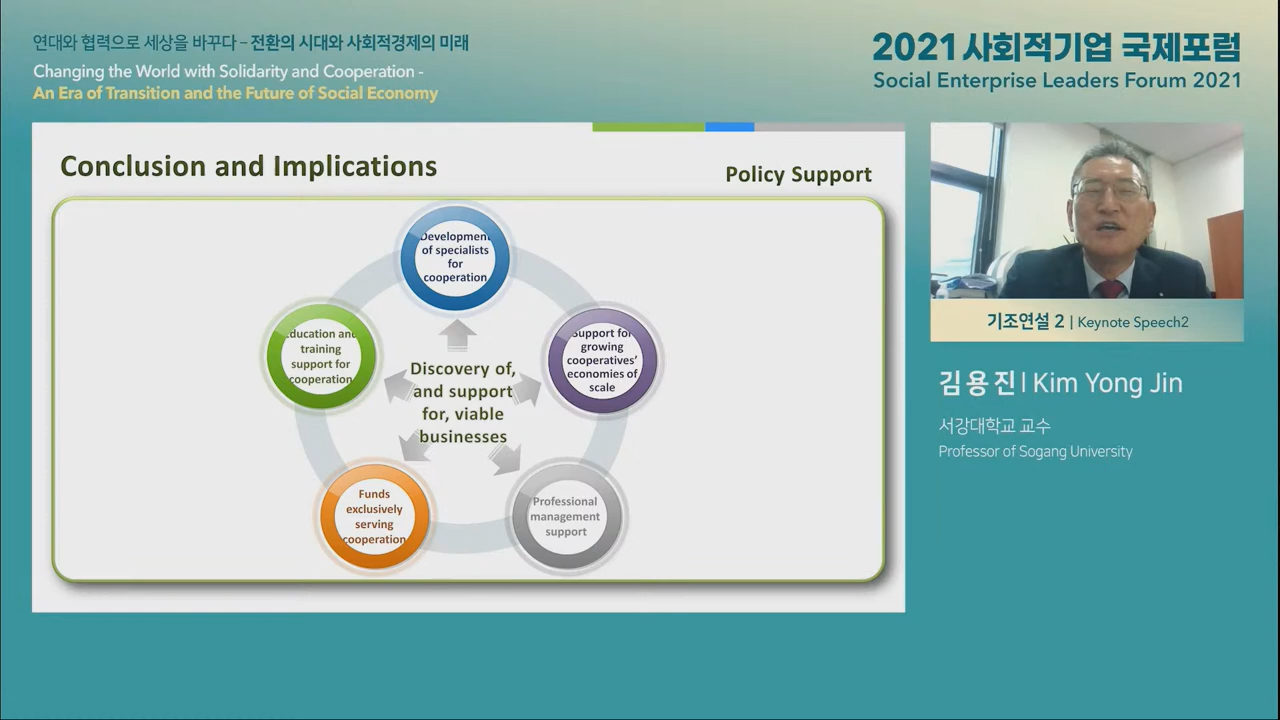 연대와 협력으로 세상을 바꾸다 – 전환의 시대와 사회적경제의 미래
Changing the World with Solidarity and Cooperation -
An Era of Transition and the Future of Social Economy
2021 사회적기업 국제포럼
Social Enterprise Leaders Forum 2021
Conclusion and Implications
Policy Support
Development
of specialists
for
cooperation
Education and
training
support for
cooperation
Support for
growing
cooperatives'
economies of
scale
Discovery of,
and support
for, viable
businesses
Funds
exclusively
serving
cooperation
Professional
management
support
기조연설 2 | Keynote Speech2
김용진 | Kim Yong Jin
서강대학교 교수
Professor of Sogang University